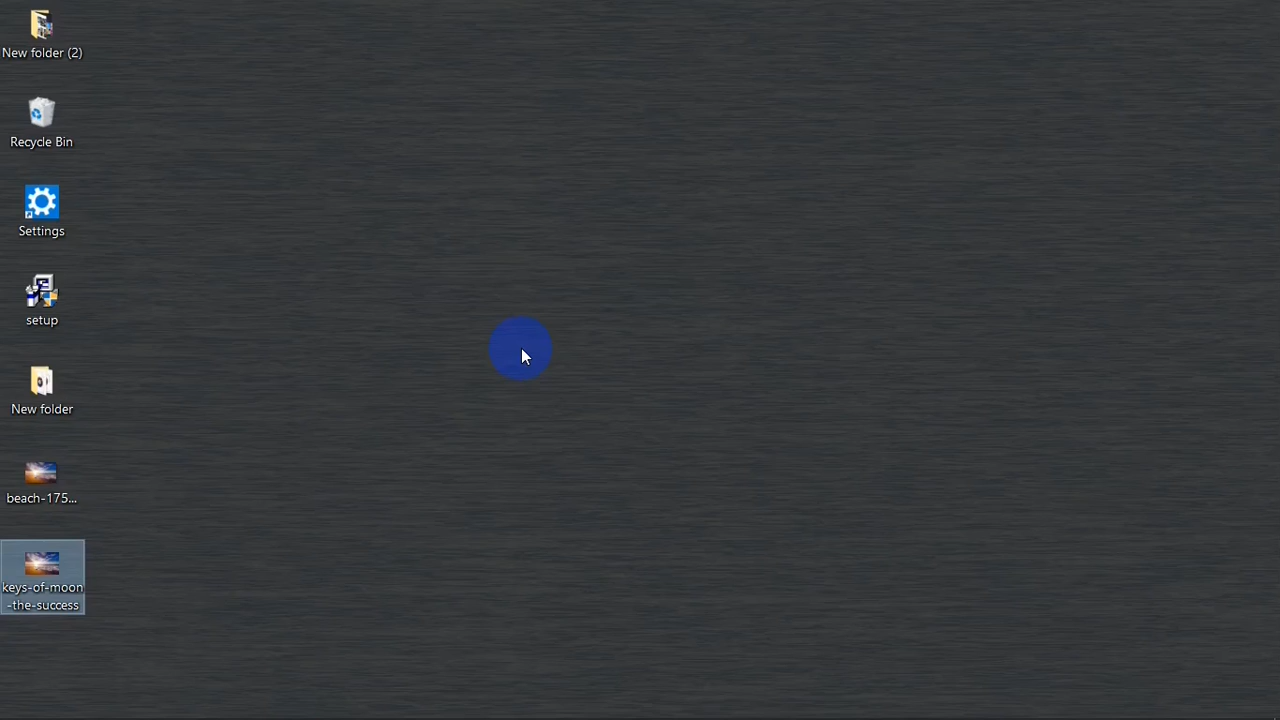 New folder (2)
Recycle Bin
Settings
setup
New folder
beach-175...
keys-of-moon
-the-success